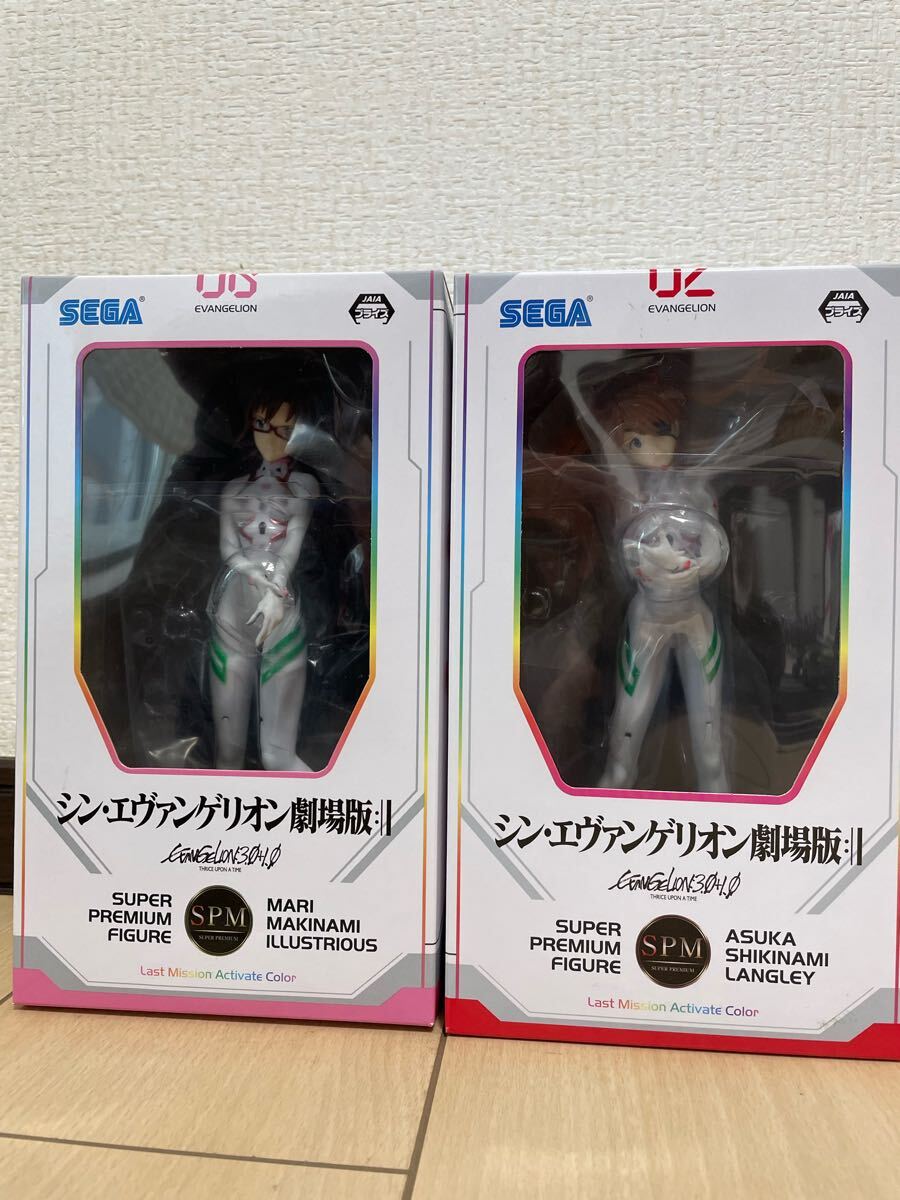 SEGA®
08
EVANGELION
JAIA
プライズ
シン・エヴァンゲリオン劇場版:||
EVANGELION:3.0+1.0
THRICE UPON A TIME
SUPER
PREMIUM
FIGURE
SPM
SUPER PREMIUM
MARI
MAKINAMI
ILLUSTRIOUS
Last Mission Activate Color
SEGA®
02
EVANGELION
JAIA
プライズ
シン・エヴァンゲリオン劇場版:||
EVANGELION:3.0+1.0
THRICE UPON A TIME
SUPER
PREMIUM
FIGURE
SPM
SUPER PREMIUM
ASUKA
SHIKINAMI
LANGLEY
Last Mission Activate Color